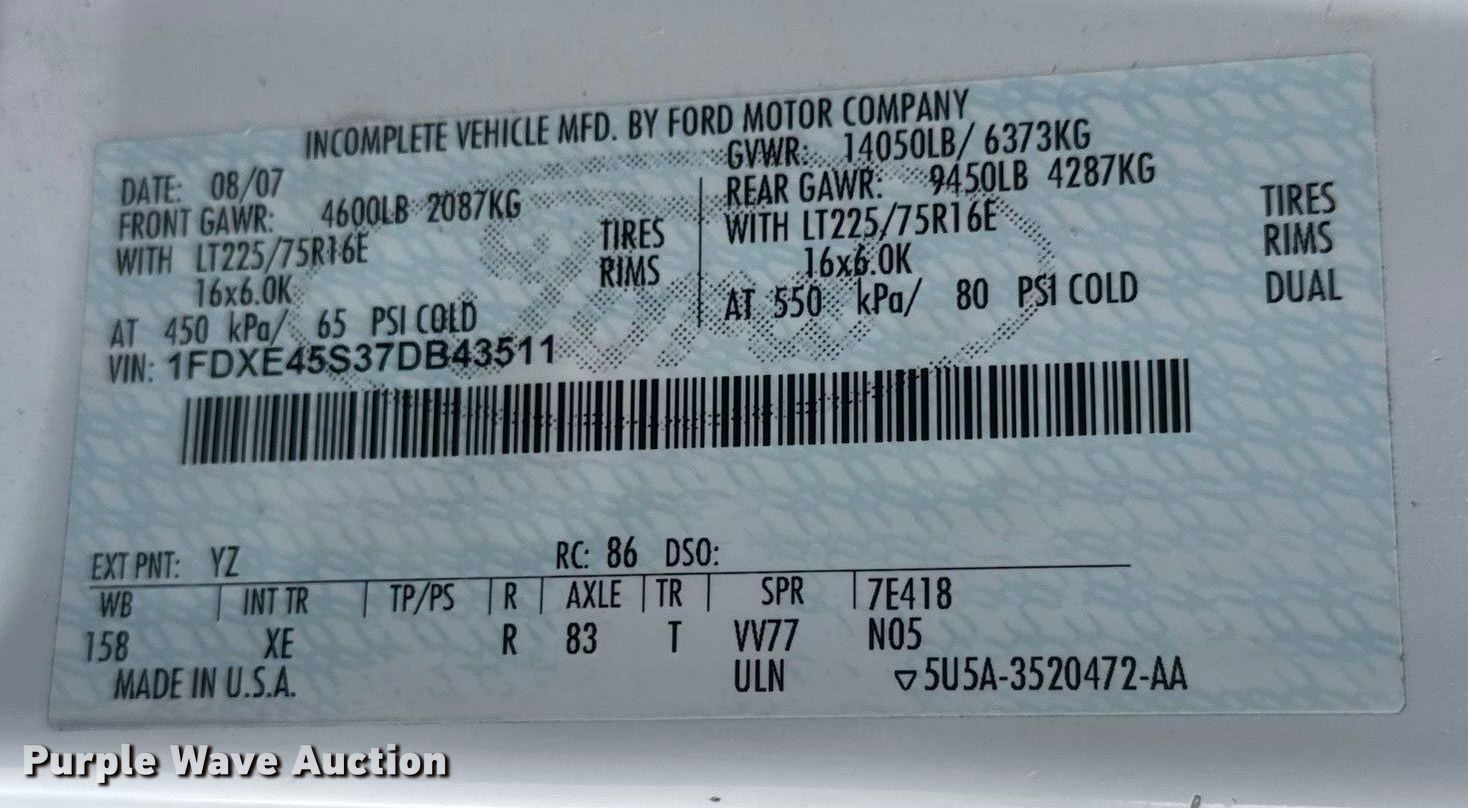 INCOMPLETE VEHICLE MFD. BY FORD MOTOR COMPANY
DATE: 08/07
GVWR: 14050LB/ 6373KG
FRONT GAWR: 4600LB 2087KG
REAR GAWR: 9450LB 4287KG
WITH LT225/75R16E TIRES
WITH LT225/75R16E TIRES
16x6.0K RIMS
16x6.0K RIMS
AT 450 kPa/ 65 PSI COLD
AT 550 kPa/ 80 PSI COLD DUAL
VIN: 1FDXE45S37DB43511
EXT PNT: YZ RC: 86 DSO:
WB INT TR TP/PS R AXLE TR SPR 7E418
158 XE R 83 T VV77 N05
MADE IN U.S.A. ULN 5U5A-3520472-AA
Purple Wave Auction